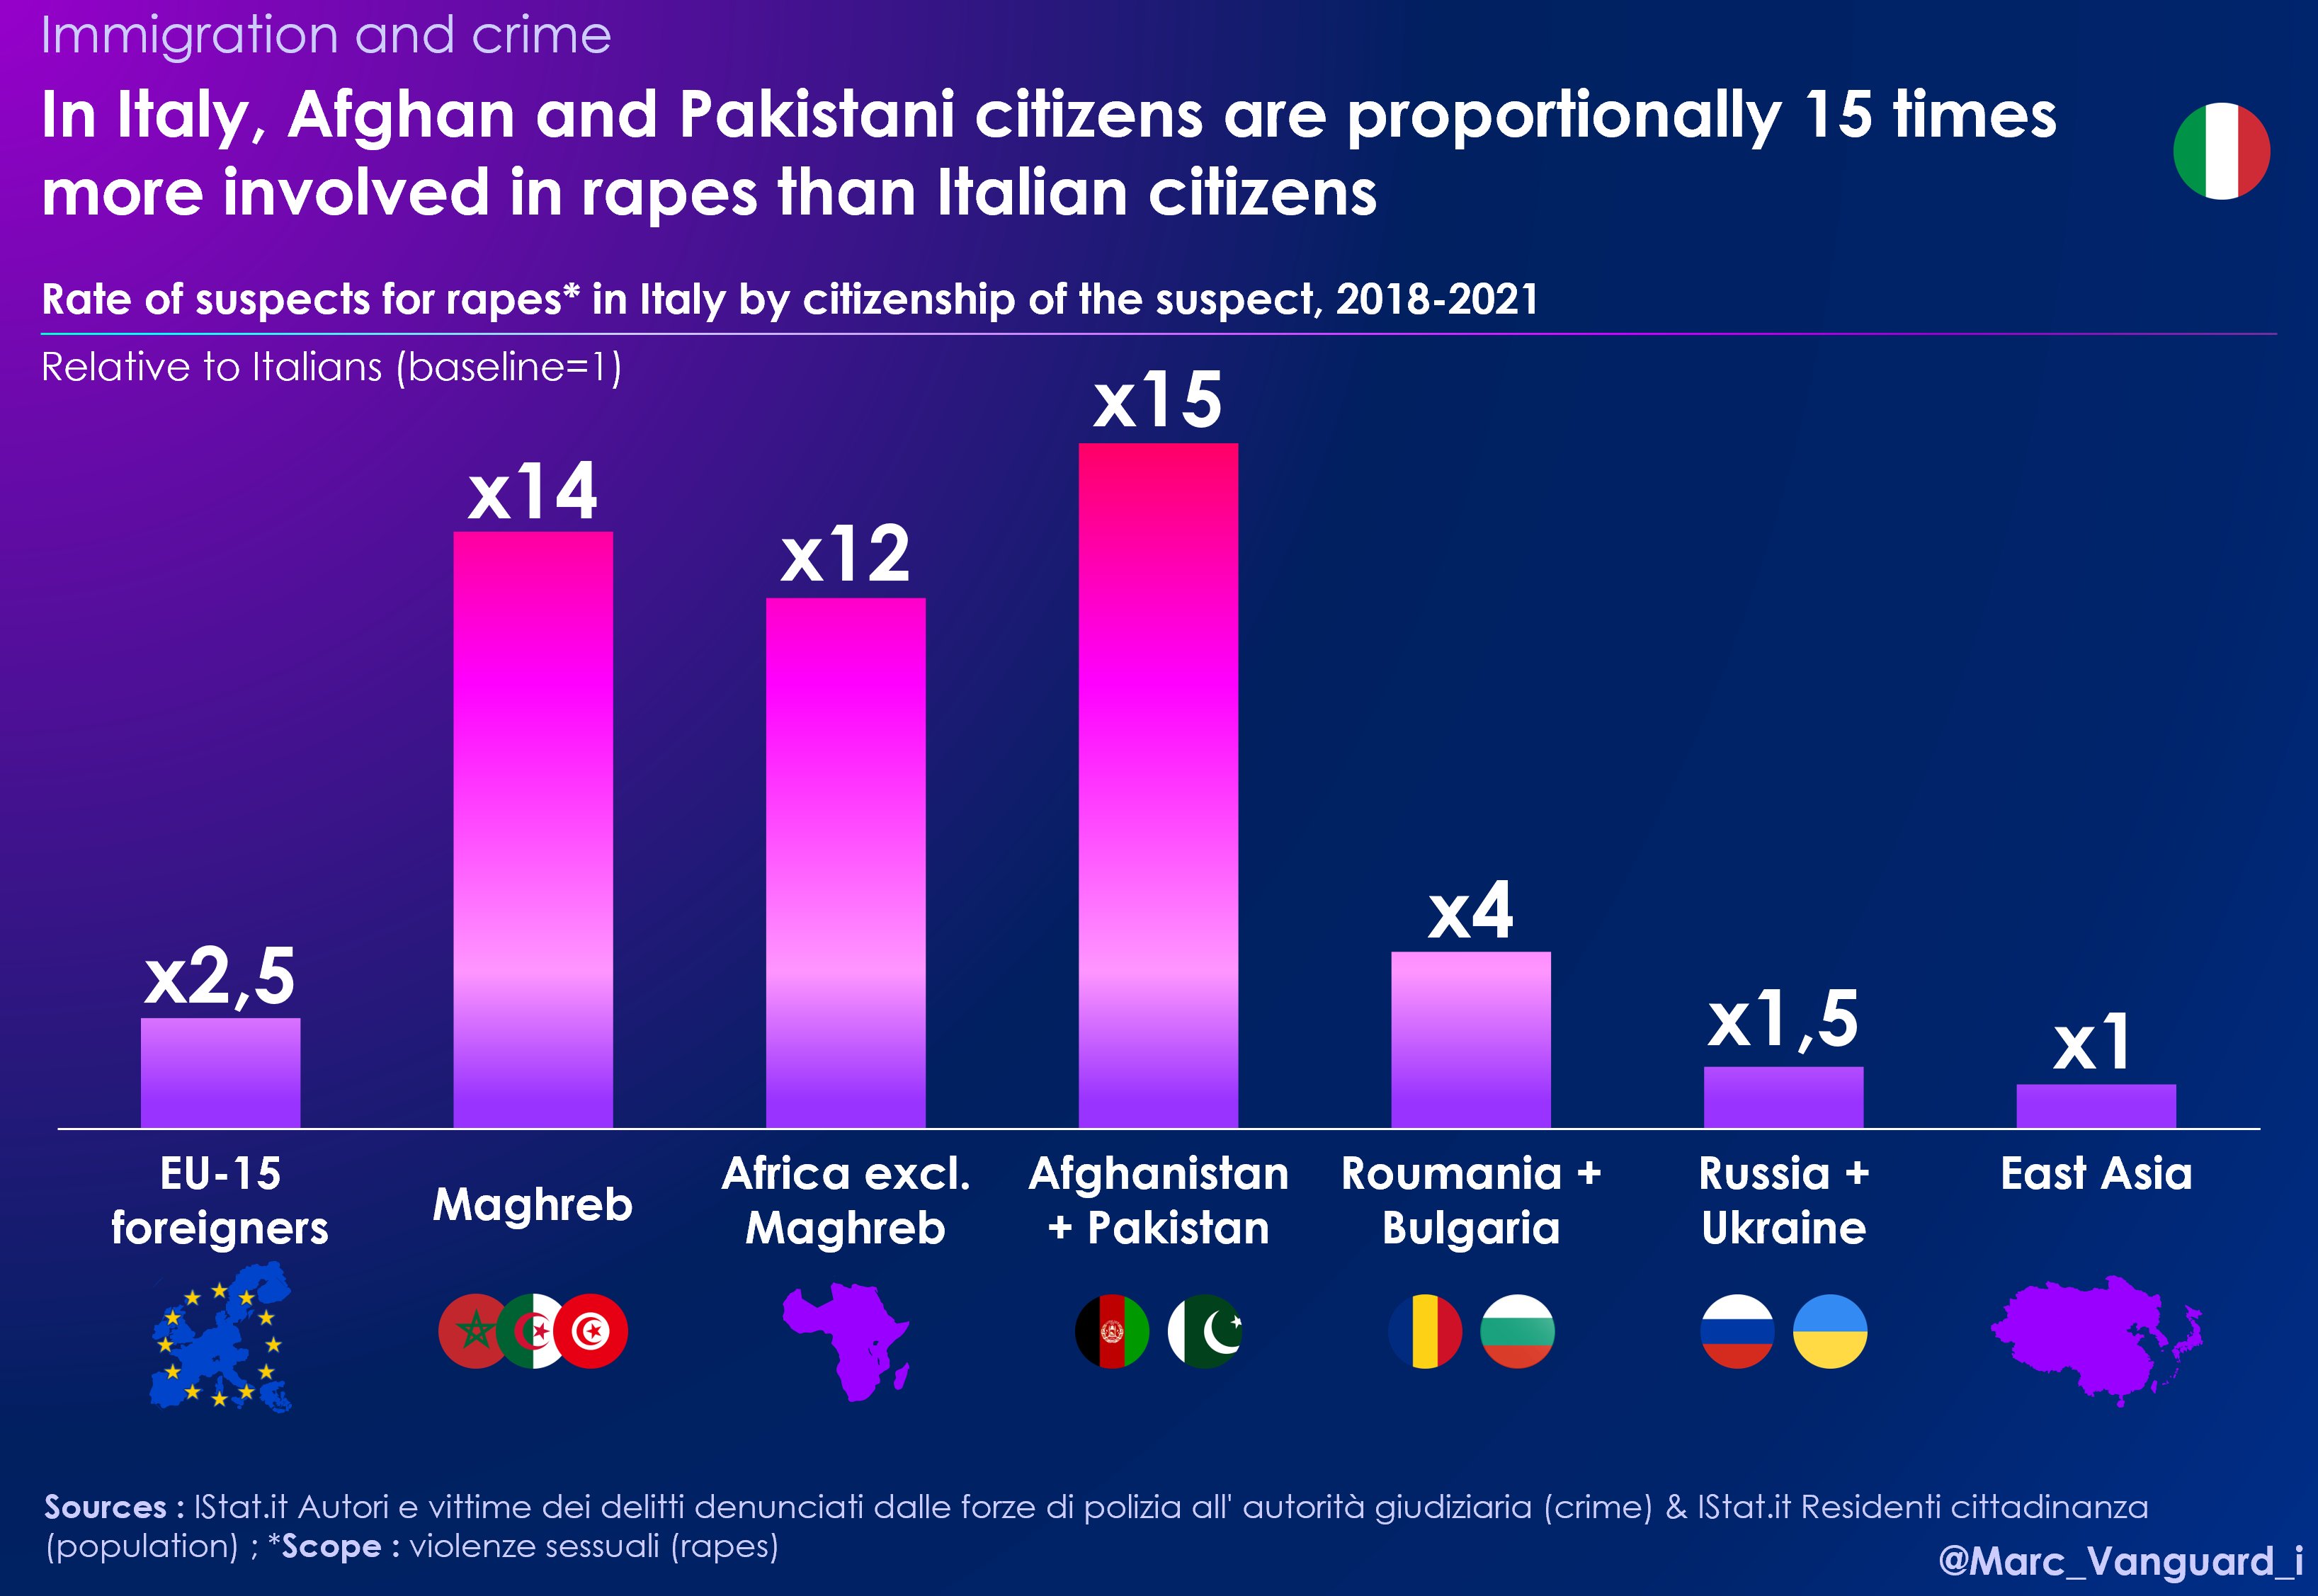 Immigration and crime
In Italy, Afghan and Pakistani citizens are proportionally 15 times
more involved in rapes than Italian citizens
Rate of suspects for rapes* in Italy by citizenship of the suspect, 2018-2021
Relative to Italians (baseline=1)
x2,5
x14
x12
x15
x4
x1,5
x1
EU-15
foreigners
Maghreb
Africa excl.
Maghreb
Afghanistan
+ Pakistan
Roumania +
Bulgaria
Russia +
Ukraine
East Asia
Sources : IStat.it Autori e vittime dei delitti denunciati dalle forze di polizia all' autorità giudiziaria (crime) & IStat.it Residenti cittadinanza
(population) ; *Scope : violenze sessuali (rapes)
@Marc_Vanguard_i